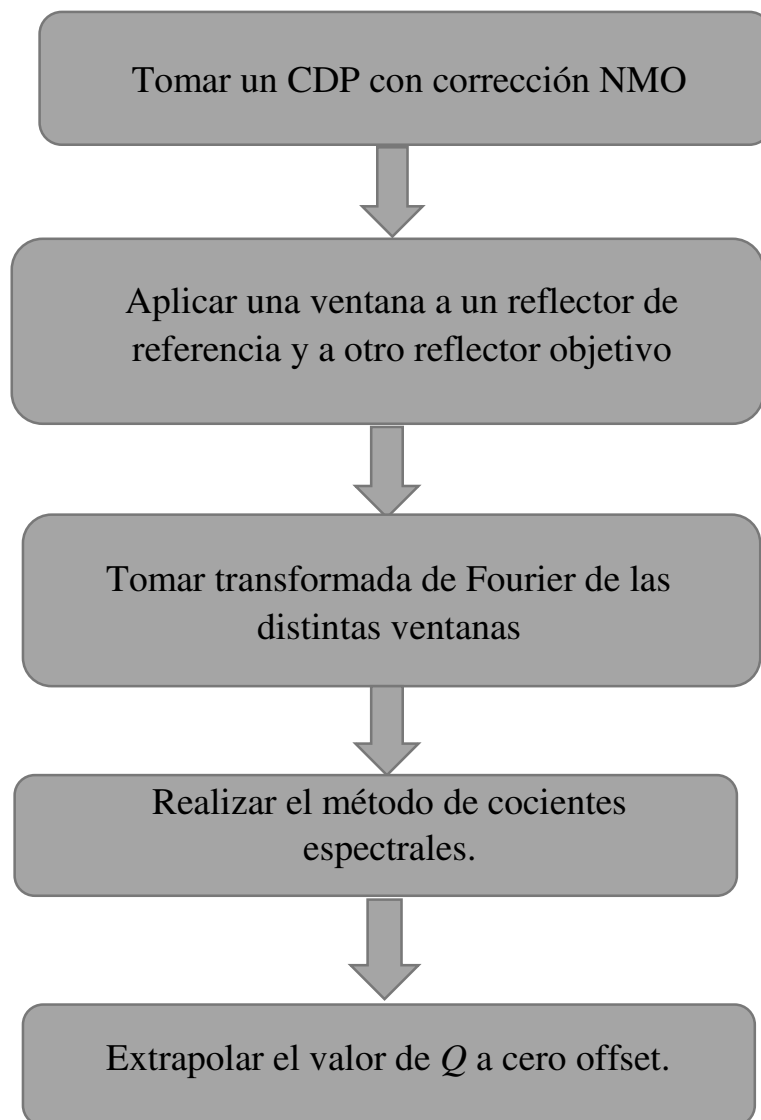 Tomar un CDP con corrección NMO
Aplicar una ventana a un reflector de
referencia y a otro reflector objetivo
Tomar transformada de Fourier de las
distintas ventanas
Realizar el método de cocientes
espectrales.
Extrapolar el valor de Q a cero offset.